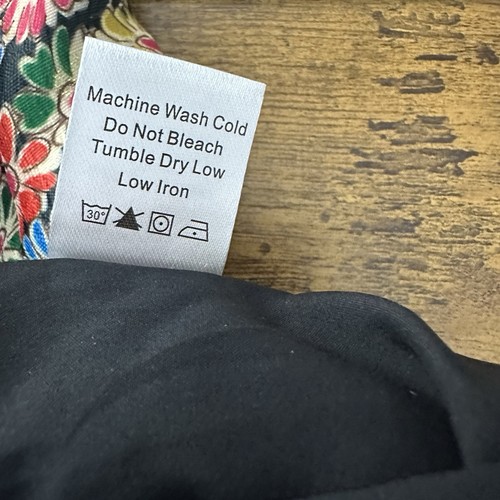 Machine Wash Cold
Do Not Bleach
Tumble Dry Low
Low Iron
30°